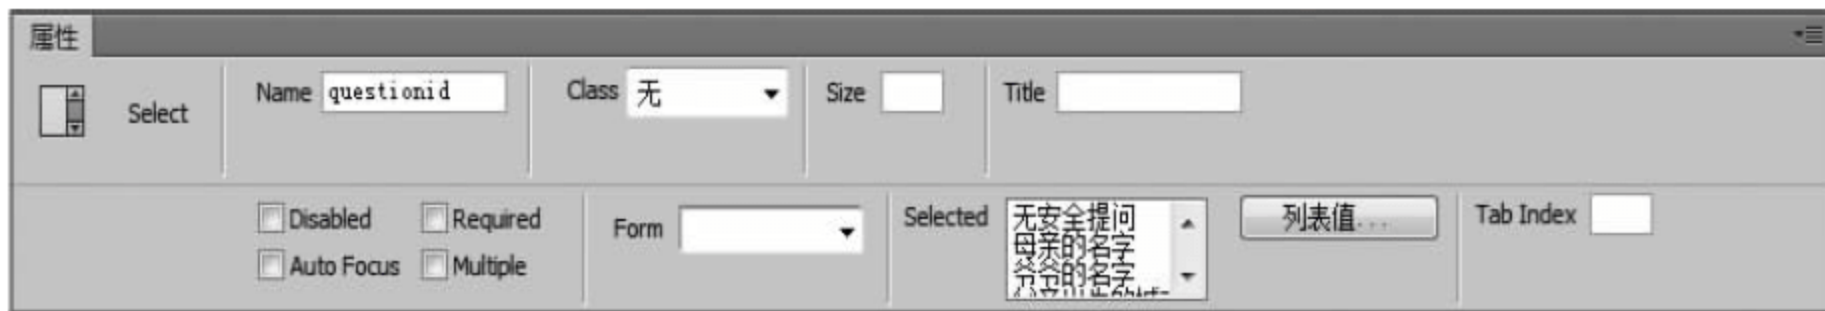 属性
Select
Name questionid
Class 无
Size
Title
Disabled
Required
Auto Focus
Multiple
Form
Selected
无安全提问
母亲的名字
爷爷的名字
列表值...
Tab Index